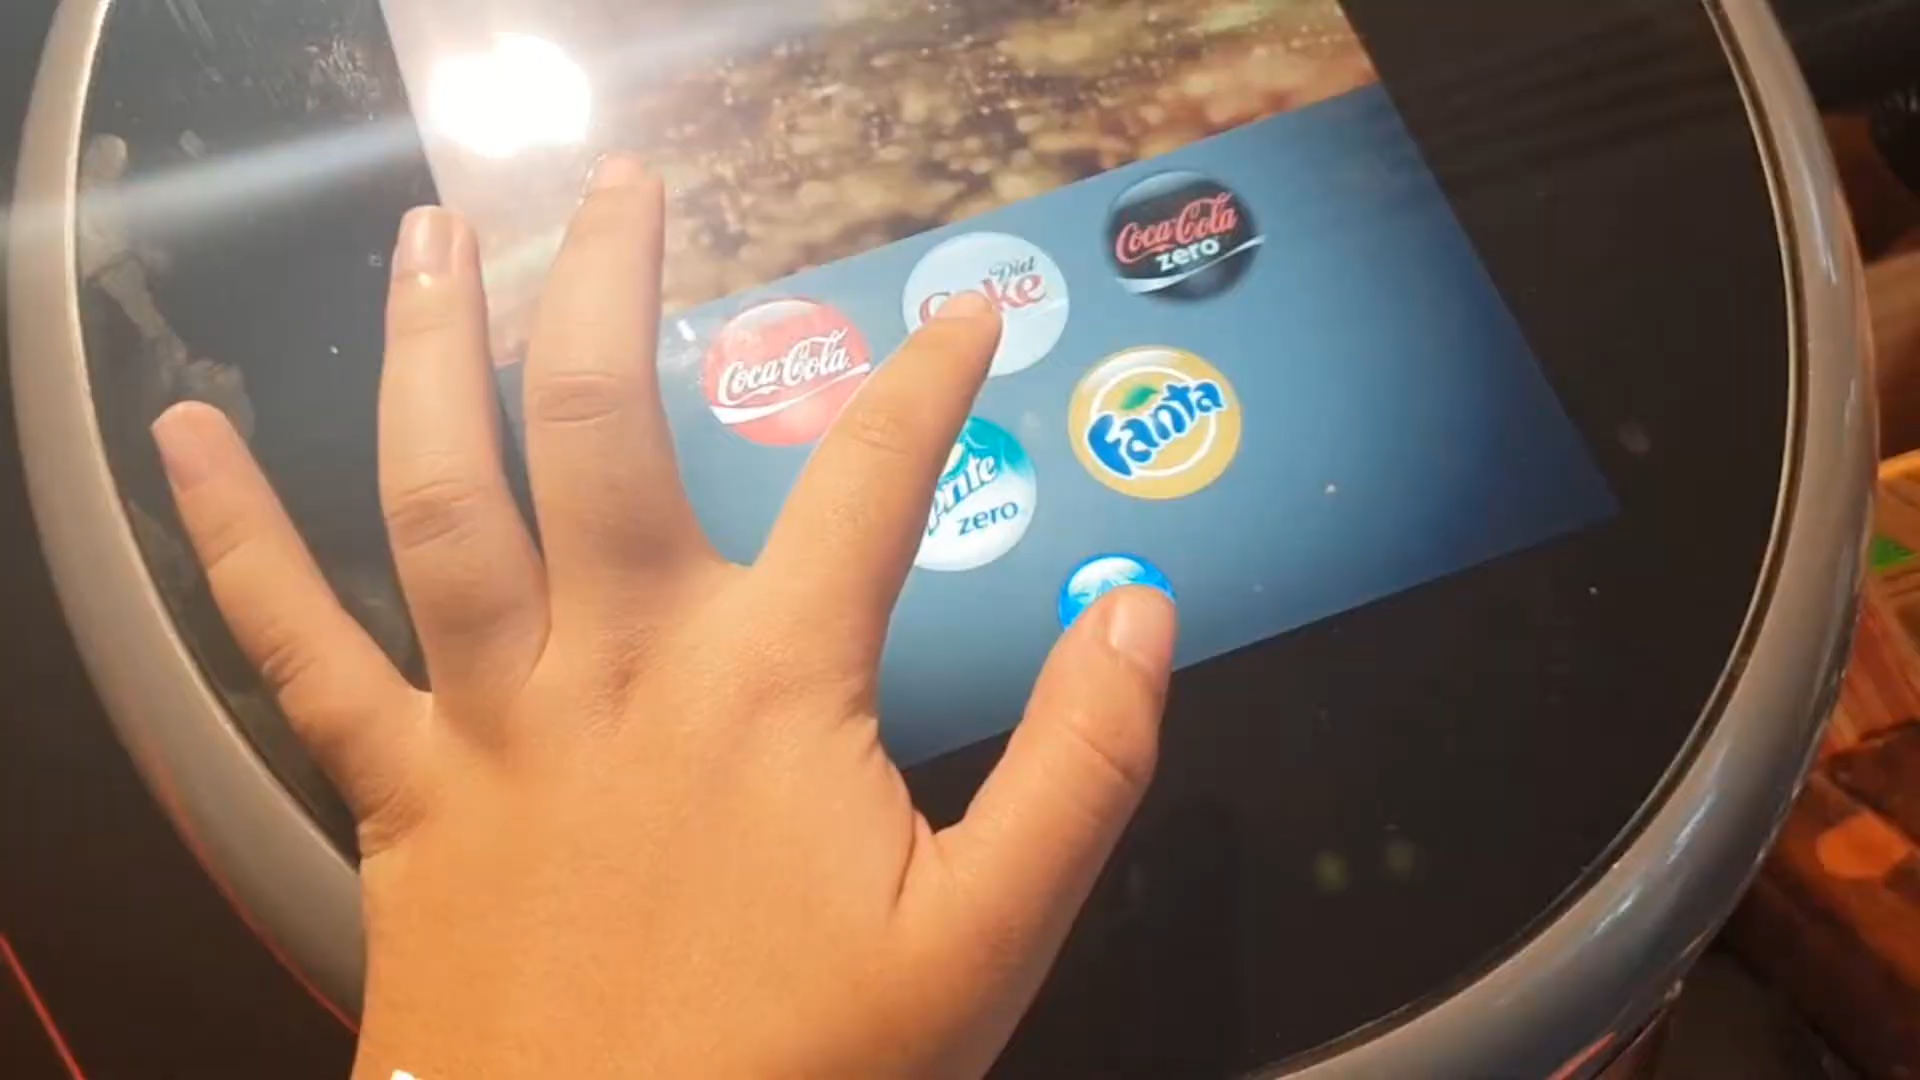 Coca-Cola
Diet
Coke
Coca-Cola
zero
Fanta
zero